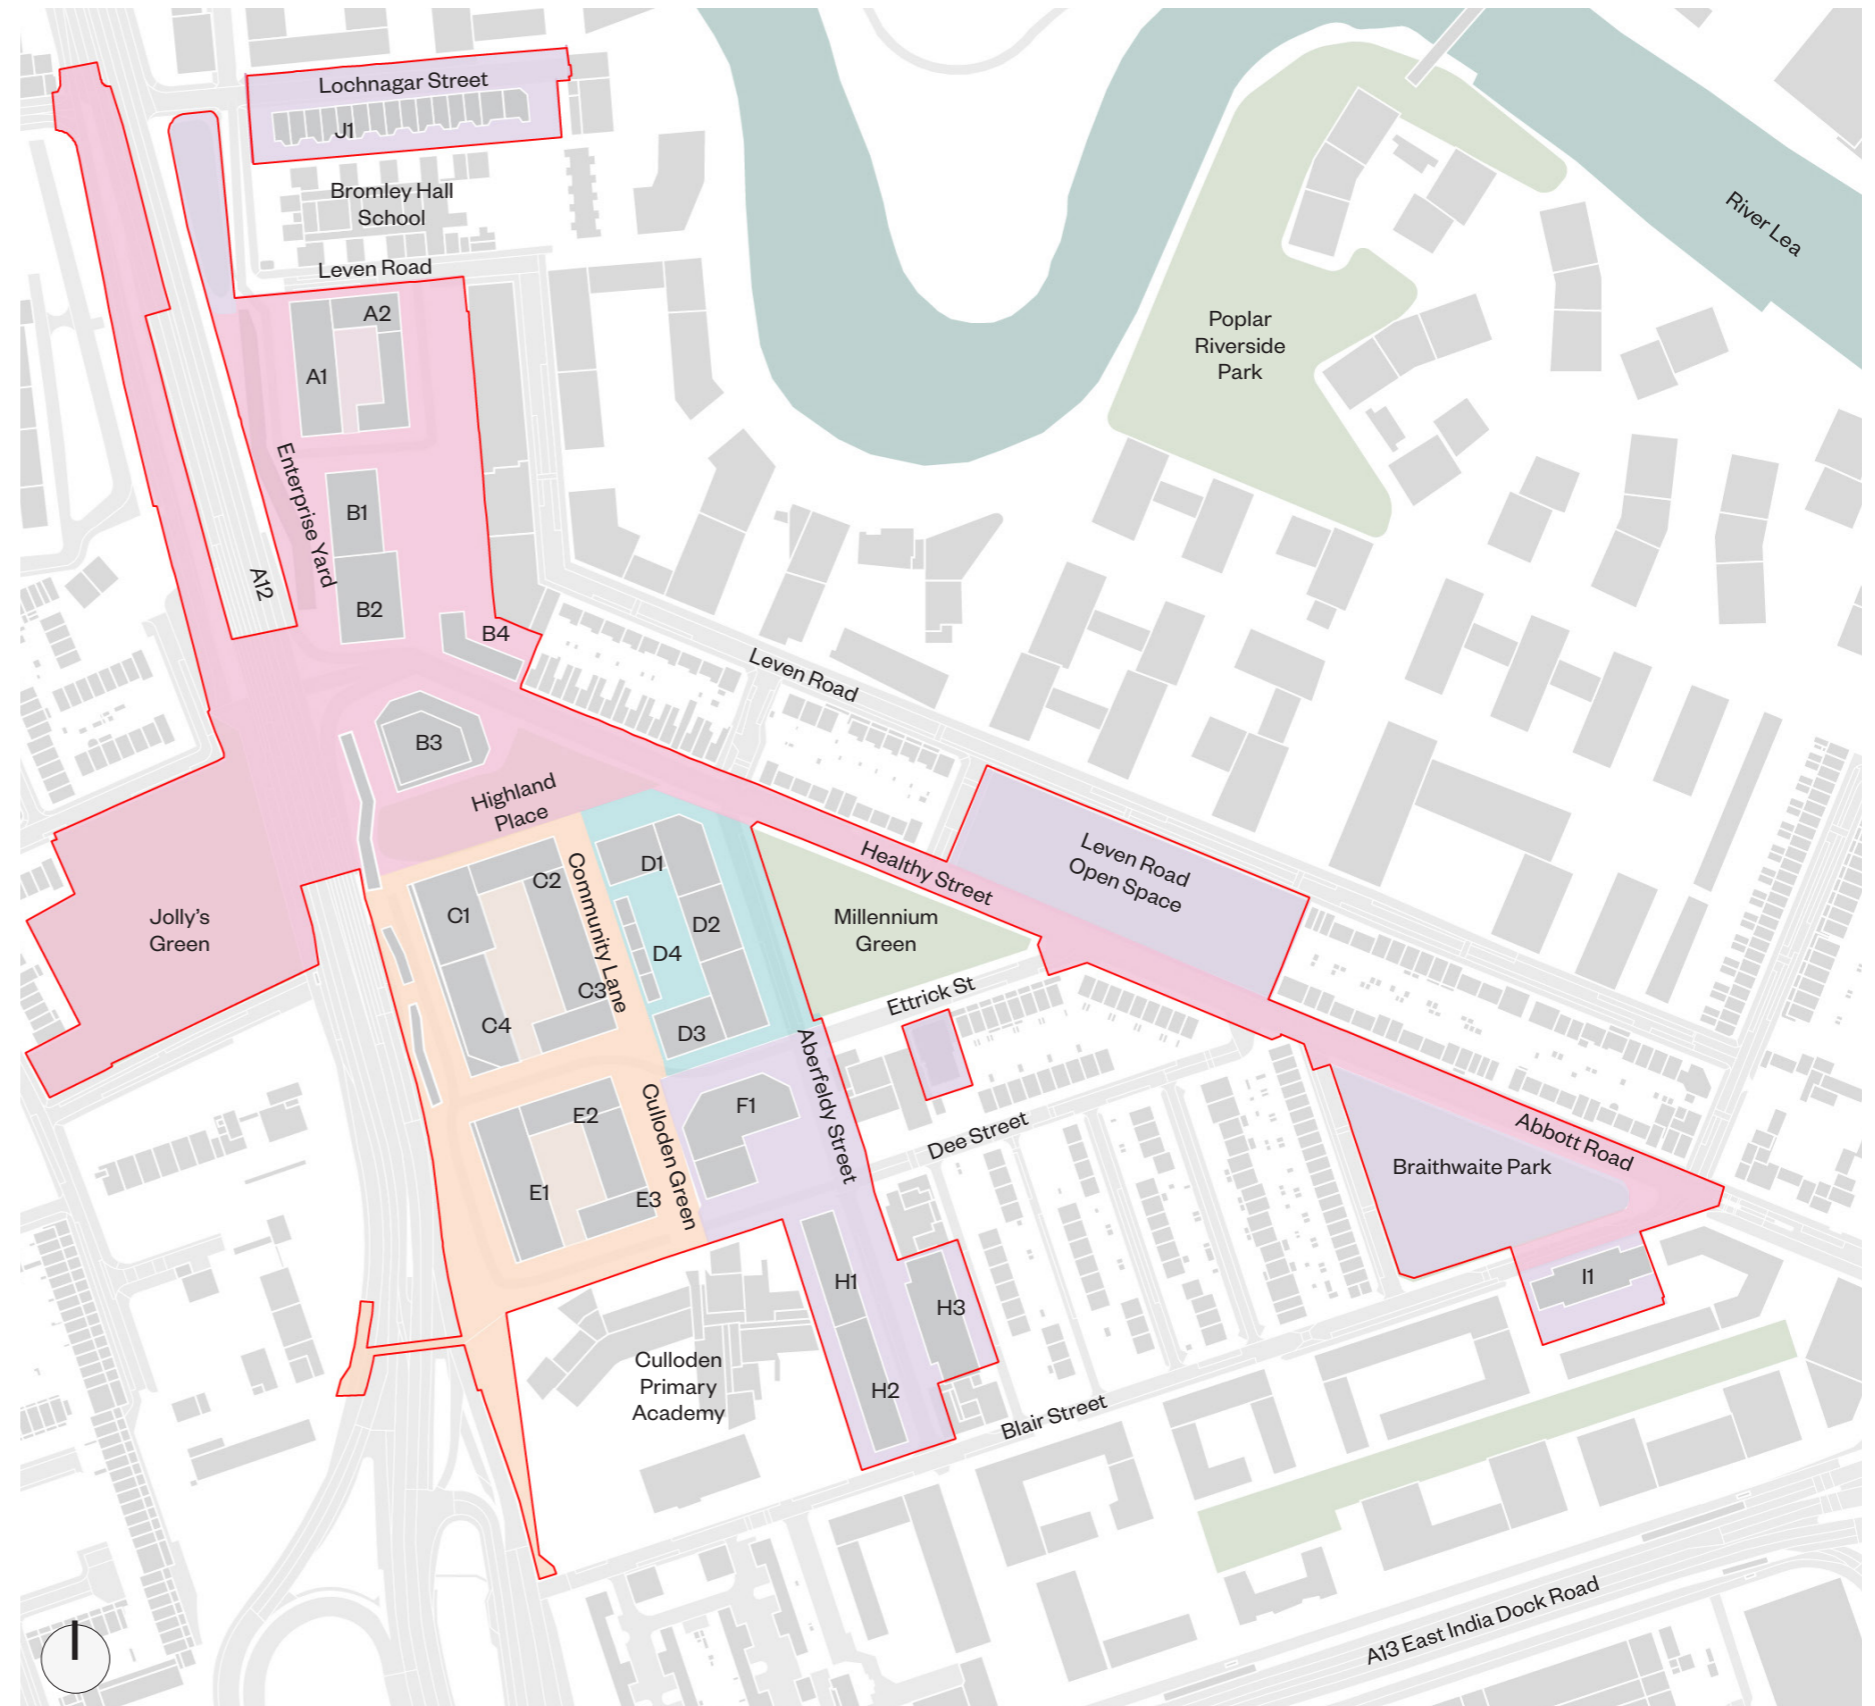 Lochnagar Street
J1
Bromley Hall
School
Leven Road
A2
A1
Enterprise Yard
B1
A12
B2
B4
B3
Highland
Place
River Lea
Poplar
Riverside
Park
Leven Road
Healthy Street
Leven Road
Open Space
Jolly's
Green
C1
C2
C3
C4
Community Lane
D1
D2
D4
D3
Millennium
Green
Ettrick St
Aberfeldy Street
Culloden Green
F1
E2
E1
E3
Dee Street
Abbott Road
Braithwaite Park
I1
H1
H3
H2
Culloden
Primary
Academy
Blair Street
A13 East India Dock Road